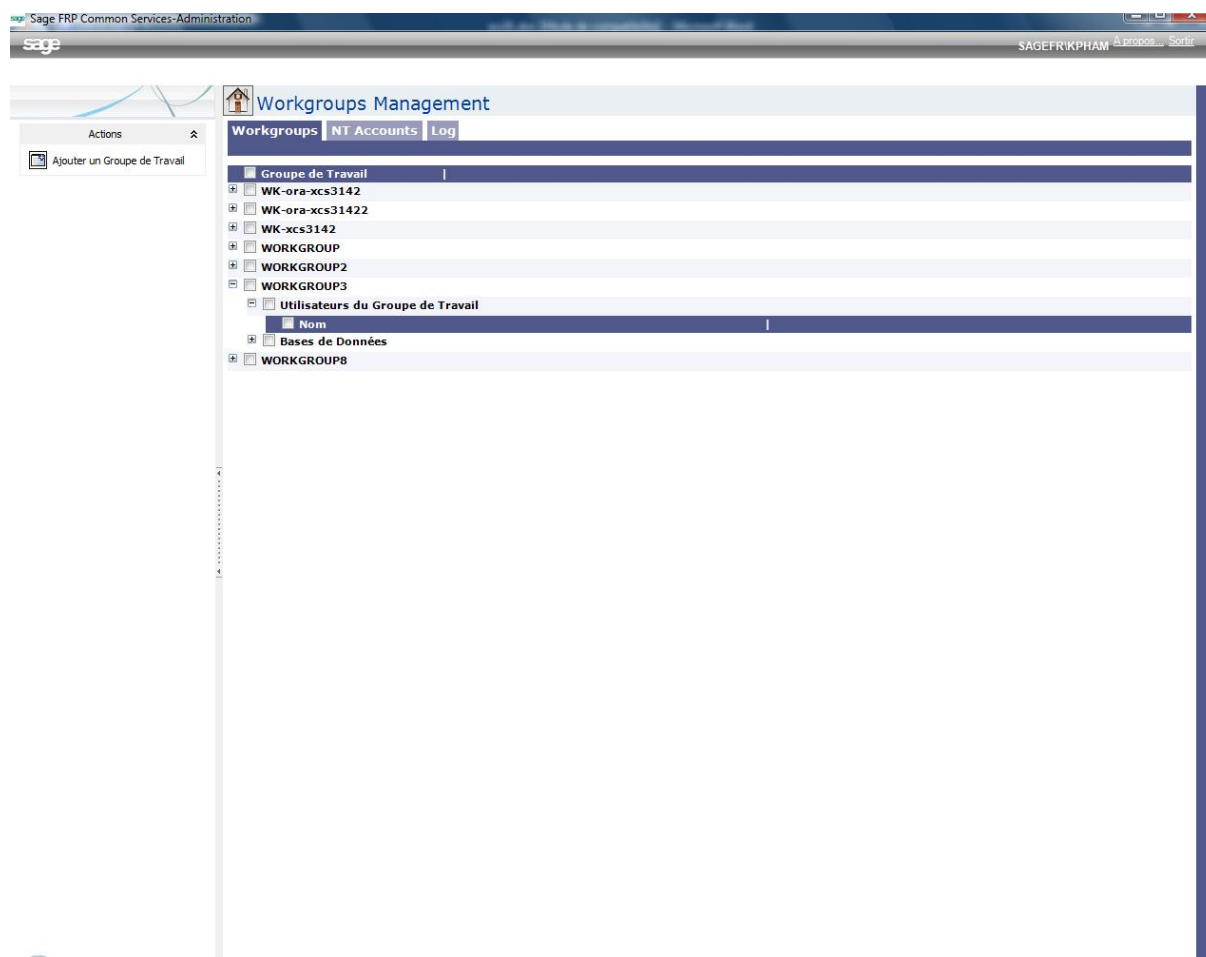 sage Sage FRP Common Services-Administration
sage
SAGEFR\KPHAM A propos... Sortir
Workgroups Management
Actions
Ajouter un Groupe de Travail
Workgroups NT Accounts Log
Groupe de Travail
WK-ora-xcs3142
WK-ora-xcs31422
WK-xcs3142
WORKGROUP
WORKGROUP2
WORKGROUP3
Utilisateurs du Groupe de Travail
Nom
Bases de Données
WORKGROUP8